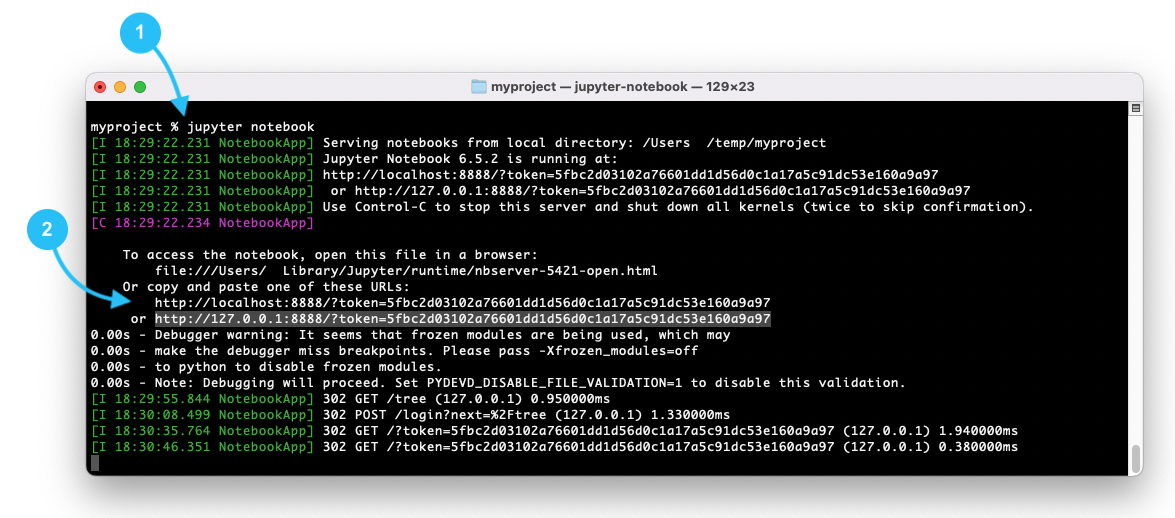 1
myproject — jupyter-notebook — 129×23
myproject % jupyter notebook
[I 18:29:22.231 NotebookApp] Serving notebooks from local directory: /Users  /temp/myproject
[I 18:29:22.231 NotebookApp] Jupyter Notebook 6.5.2 is running at:
[I 18:29:22.231 NotebookApp] http://localhost:8888/?token=5fbc2d03102a76601dd1d56d0c1a17a5c91dc53e160a9a97
[I 18:29:22.231 NotebookApp]  or http://127.0.0.1:8888/?token=5fbc2d03102a76601dd1d56d0c1a17a5c91dc53e160a9a97
[I 18:29:22.231 NotebookApp] Use Control-C to stop this server and shut down all kernels (twice to skip confirmation).
[C 18:29:22.234 NotebookApp]
2
To access the notebook, open this file in a browser:
file:///Users/  Library/Jupyter/runtime/nbserver-5421-open.html
Or copy and paste one of these URLs:
http://localhost:8888/?token=5fbc2d03102a76601dd1d56d0c1a17a5c91dc53e160a9a97
or http://127.0.0.1:8888/?token=5fbc2d03102a76601dd1d56d0c1a17a5c91dc53e160a9a97
0.00s - Debugger warning: It seems that frozen modules are being used, which may
0.00s - make the debugger miss breakpoints. Please pass -Xfrozen_modules=off
0.00s - to python to disable frozen modules.
0.00s - Note: Debugging will proceed. Set PYDEVD_DISABLE_FILE_VALIDATION=1 to disable this validation.
[I 18:29:55.844 NotebookApp] 302 GET /tree (127.0.0.1) 0.950000ms
[I 18:30:08.499 NotebookApp] 302 POST /login?next=%2Ftree (127.0.0.1) 1.330000ms
[I 18:30:35.764 NotebookApp] 302 GET /?token=5fbc2d03102a76601dd1d56d0c1a17a5c91dc53e160a9a97 (127.0.0.1) 1.940000ms
[I 18:30:46.351 NotebookApp] 302 GET /?token=5fbc2d03102a76601dd1d56d0c1a17a5c91dc53e160a9a97 (127.0.0.1) 0.380000ms